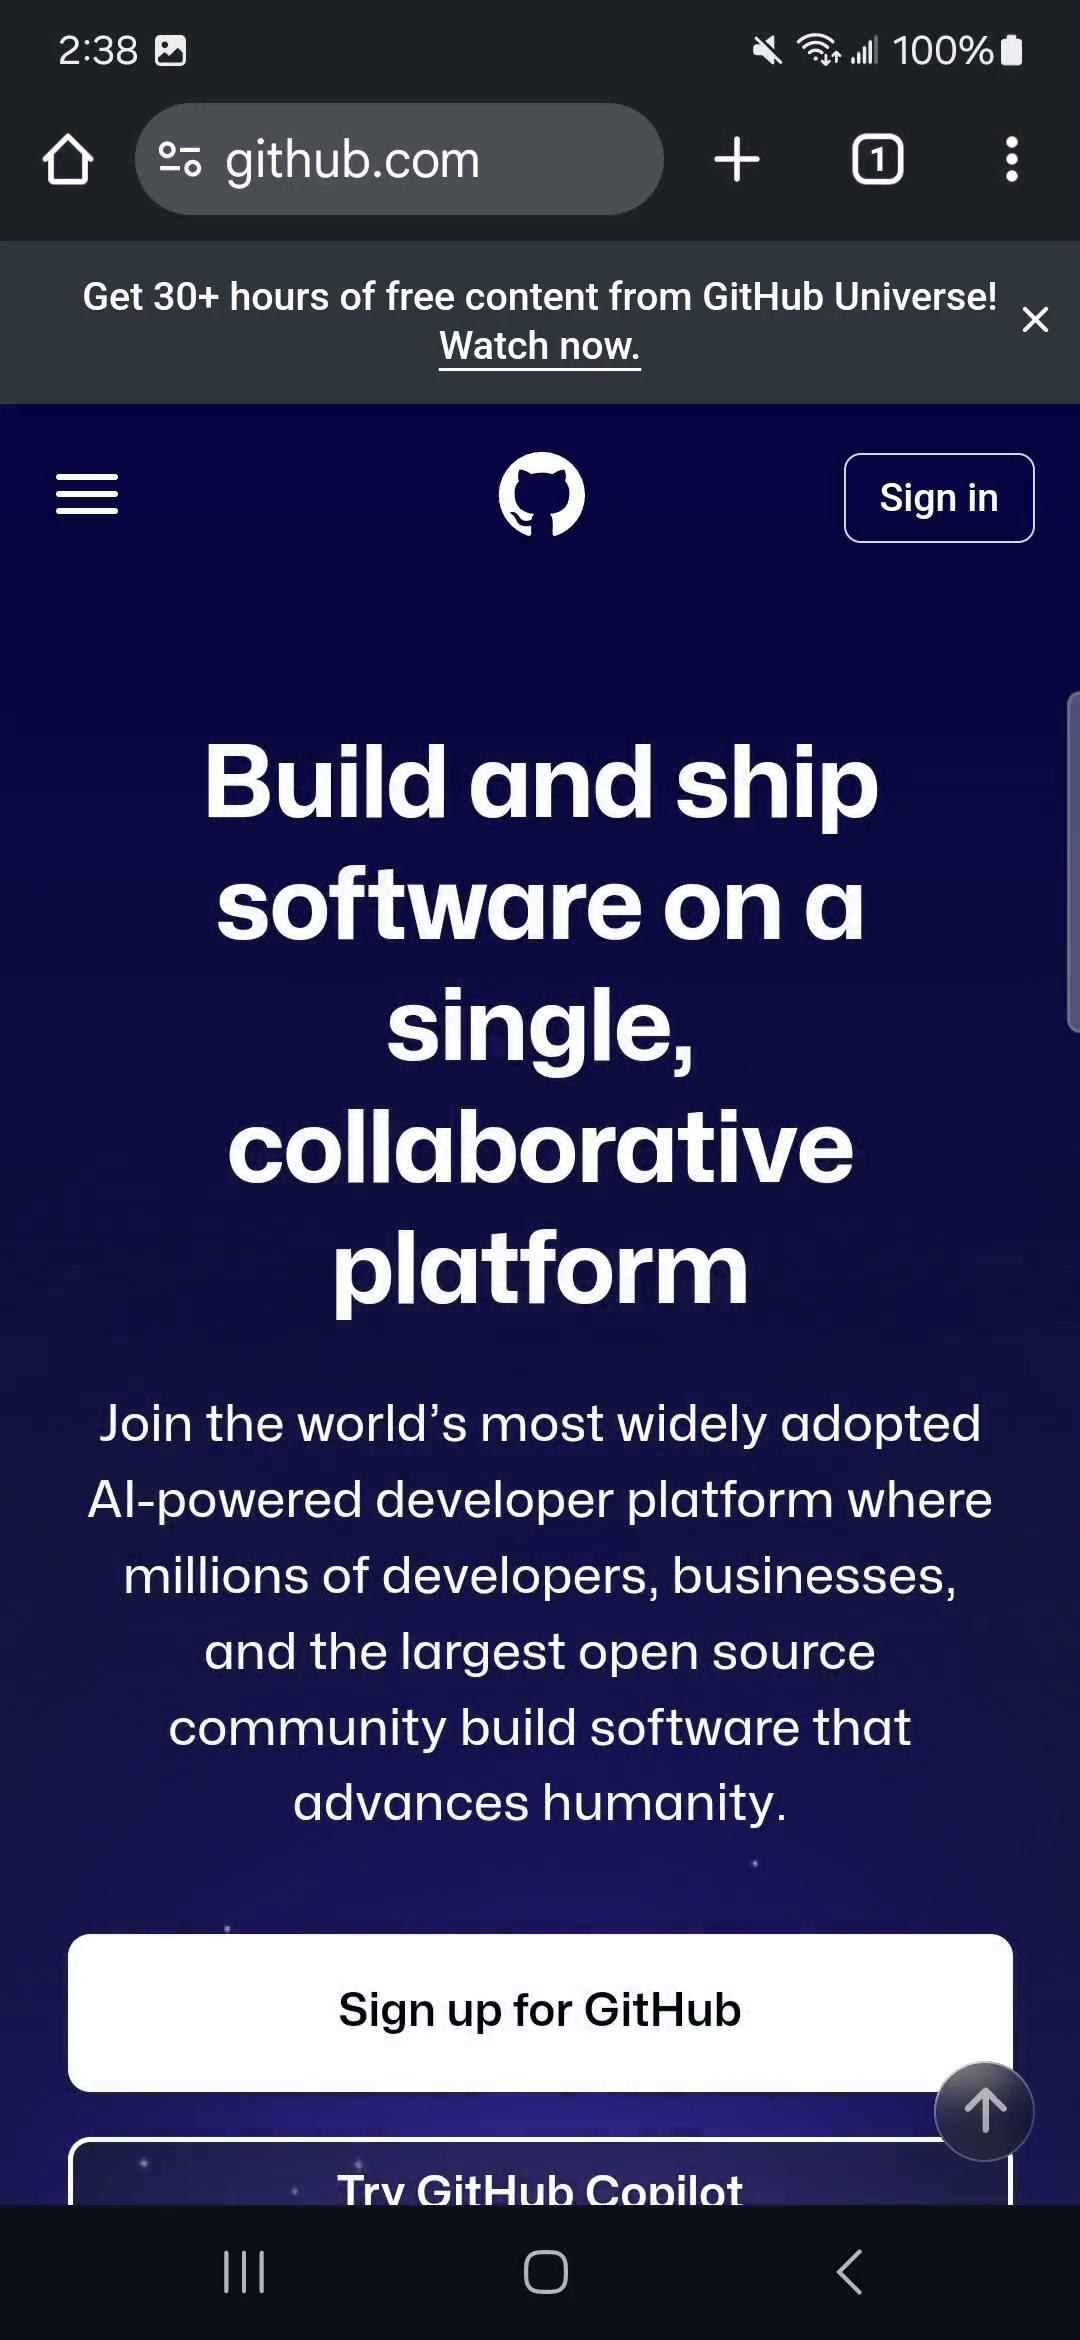 2:38 100%
github.com 1
Get 30+ hours of free content from GitHub Universe!
Watch now.
Sign in
Build and ship
software on a
single,
collaborative
platform
Join the world’s most widely adopted
AI-powered developer platform where
millions of developers, businesses,
and the largest open source
community build software that
advances humanity.
Sign up for GitHub
Try GitHub Copilot